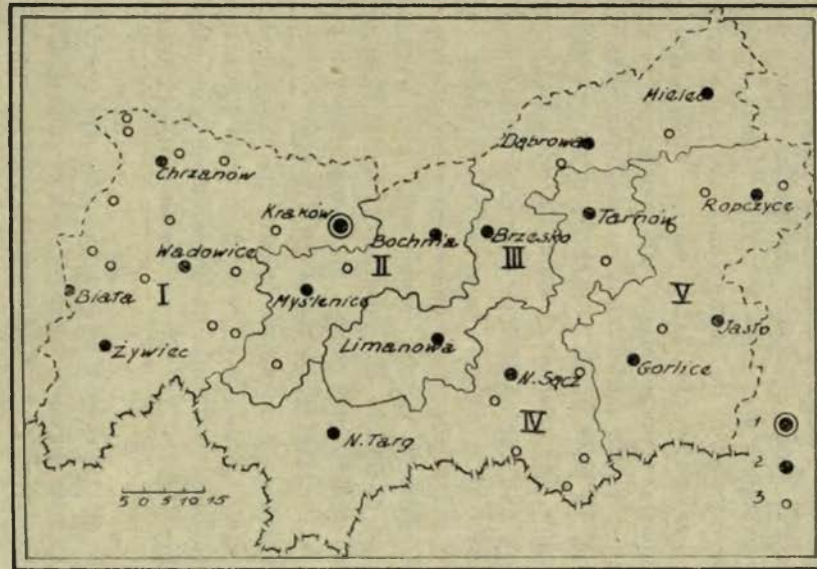 Mielec
Dąbrowa
Chrzanów
Ropczyce
Kraków
Tarnów
Bochnia
Brzesko
Wadowice
II
III
Biała
I
Myślenice
V
Jasło
Żywiec
Limanowa
Gorlice
N. Sącz
IV
N. Targ
1
2
3
5 0 5 10 15